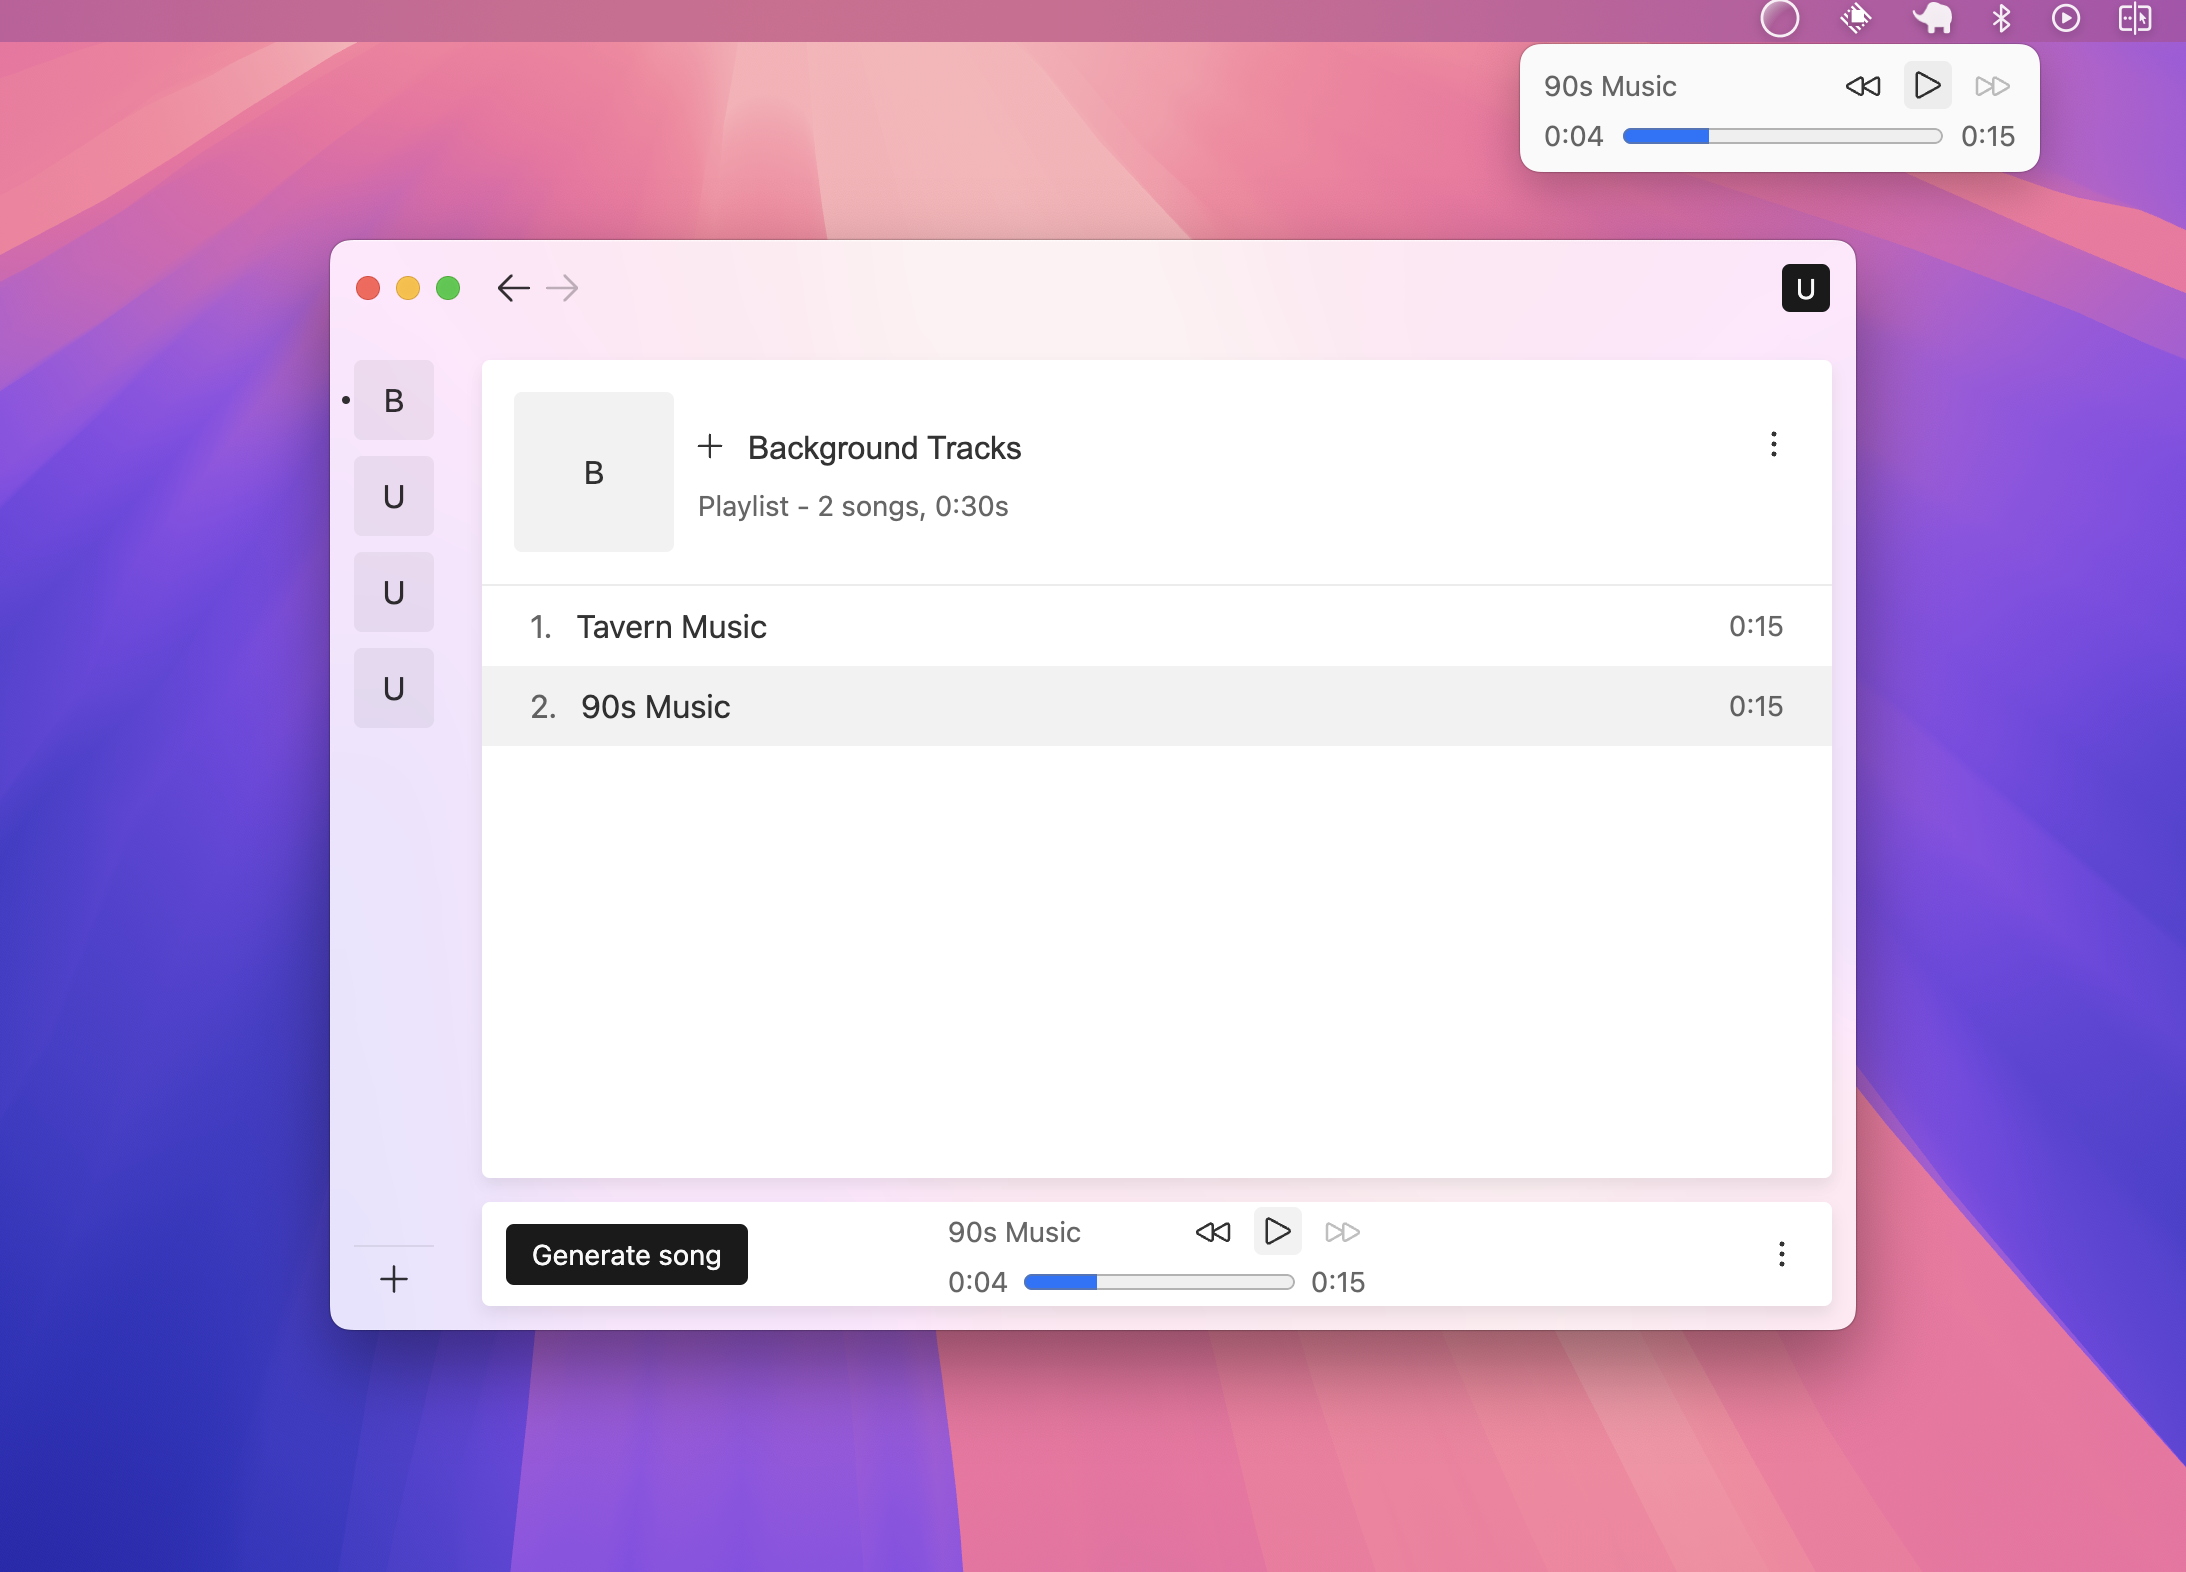 90s Music
0:04 0:15
U
B
U
U
U
B
Background Tracks
Playlist - 2 songs, 0:30s
1. Tavern Music 0:15
2. 90s Music 0:15
Generate song
90s Music
0:04 0:15